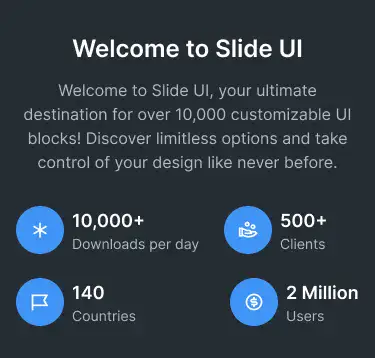 Welcome to Slide UI
Welcome to Slide UI, your ultimate
destination for over 10,000 customizable UI
blocks! Discover limitless options and take
control of your design like never before.
10,000+
Downloads per day
500+
Clients
140
Countries
2 Million
Users